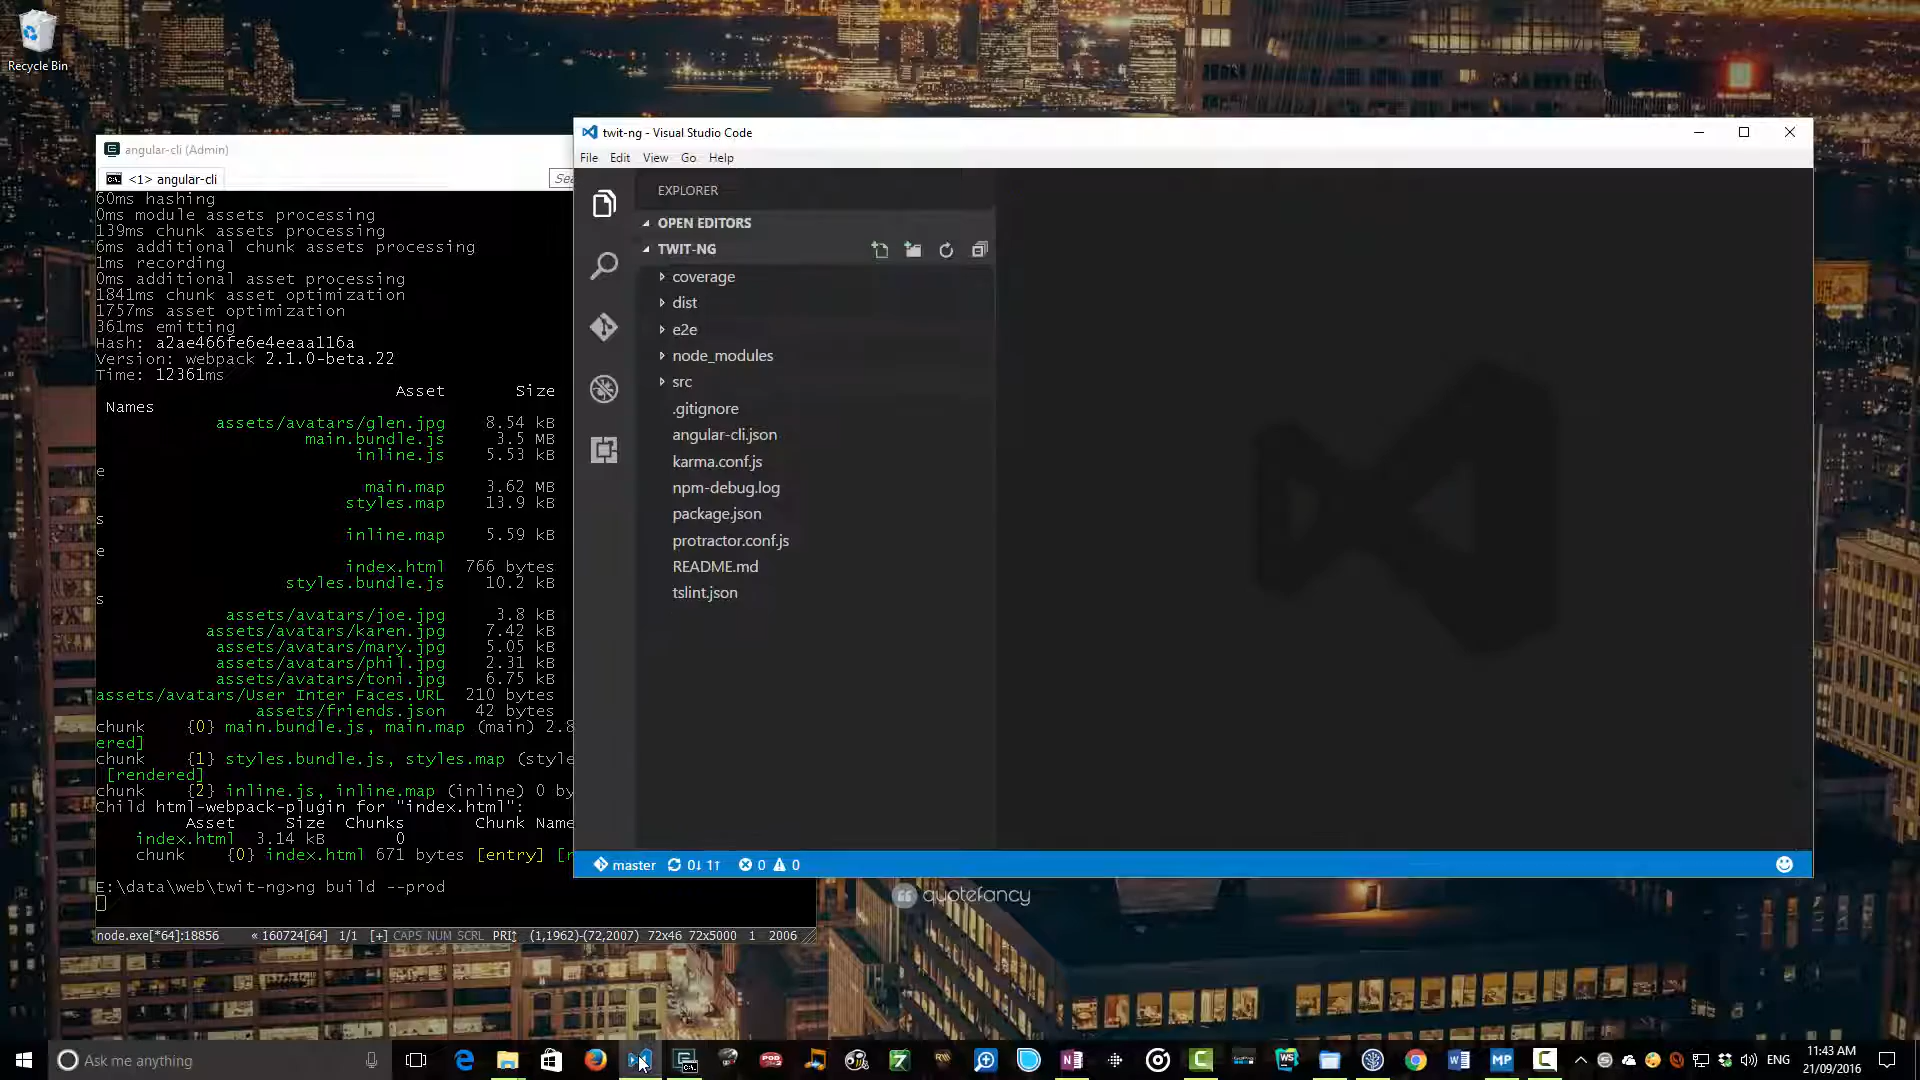 Recycle Bin
angular-cli (Admin)
<1> angular-cli
60ms hashing
0ms module assets processing
139ms chunk assets processing
6ms additional chunk assets processing
1ms recording
0ms additional asset processing
1841ms chunk asset optimization
1757ms asset optimization
361ms emitting
Hash: a2ae466fe6e4eeaa116a
Version: webpack 2.1.0-beta.22
Time: 12361ms
Asset Size
Names
assets/avatars/glen.jpg 8.54 kB
main.bundle.js 3.5 MB
inline.js 5.53 kB
e
main.map 3.62 MB
styles.map 13.9 kB
s
inline.map 5.59 kB
e
index.html 766 bytes
styles.bundle.js 10.2 kB
s
assets/avatars/joe.jpg 3.8 kB
assets/avatars/karen.jpg 7.42 kB
assets/avatars/mary.jpg 5.05 kB
assets/avatars/phil.jpg 2.31 kB
assets/avatars/toni.jpg 6.75 kB
assets/avatars/User Inter Faces.URL 210 bytes
assets/friends.json 42 bytes
chunk {0} main.bundle.js, main.map (main) 2.8
ered]
chunk {1} styles.bundle.js, styles.map (style
[rendered]
chunk {2} inline.js, inline.map (inline) 0 by
Child html-webpack-plugin for "index.html":
Asset Size Chunks Chunk Name
index.html 3.14 kB 0
chunk {0} index.html 671 bytes [entry] [r
E:\data\web\twit-ng>ng build --prod
node.exe[*64]:18856 « 160724[64] 1/1 [+] CAPS NUM SCRL PRI↕ (1,1962)-(72,2007) 72x46 72x5000 1 2006
twit-ng - Visual Studio Code
File Edit View Go Help
EXPLORER
OPEN EDITORS
TWIT-NG
coverage
dist
e2e
node_modules
src
.gitignore
angular-cli.json
karma.conf.js
npm-debug.log
package.json
protractor.conf.js
README.md
tslint.json
master 0↓ 1↑ 0 0
quotefancy
Ask me anything
ENG
11:43 AM
21/09/2016